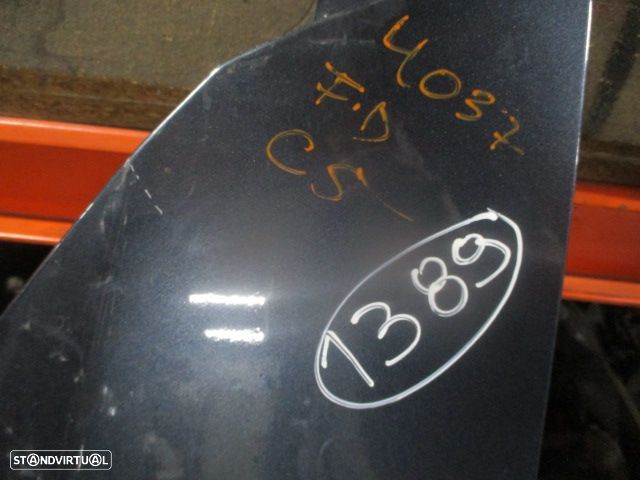 4037
F.D
C5
1389
STANDVIRTUAL